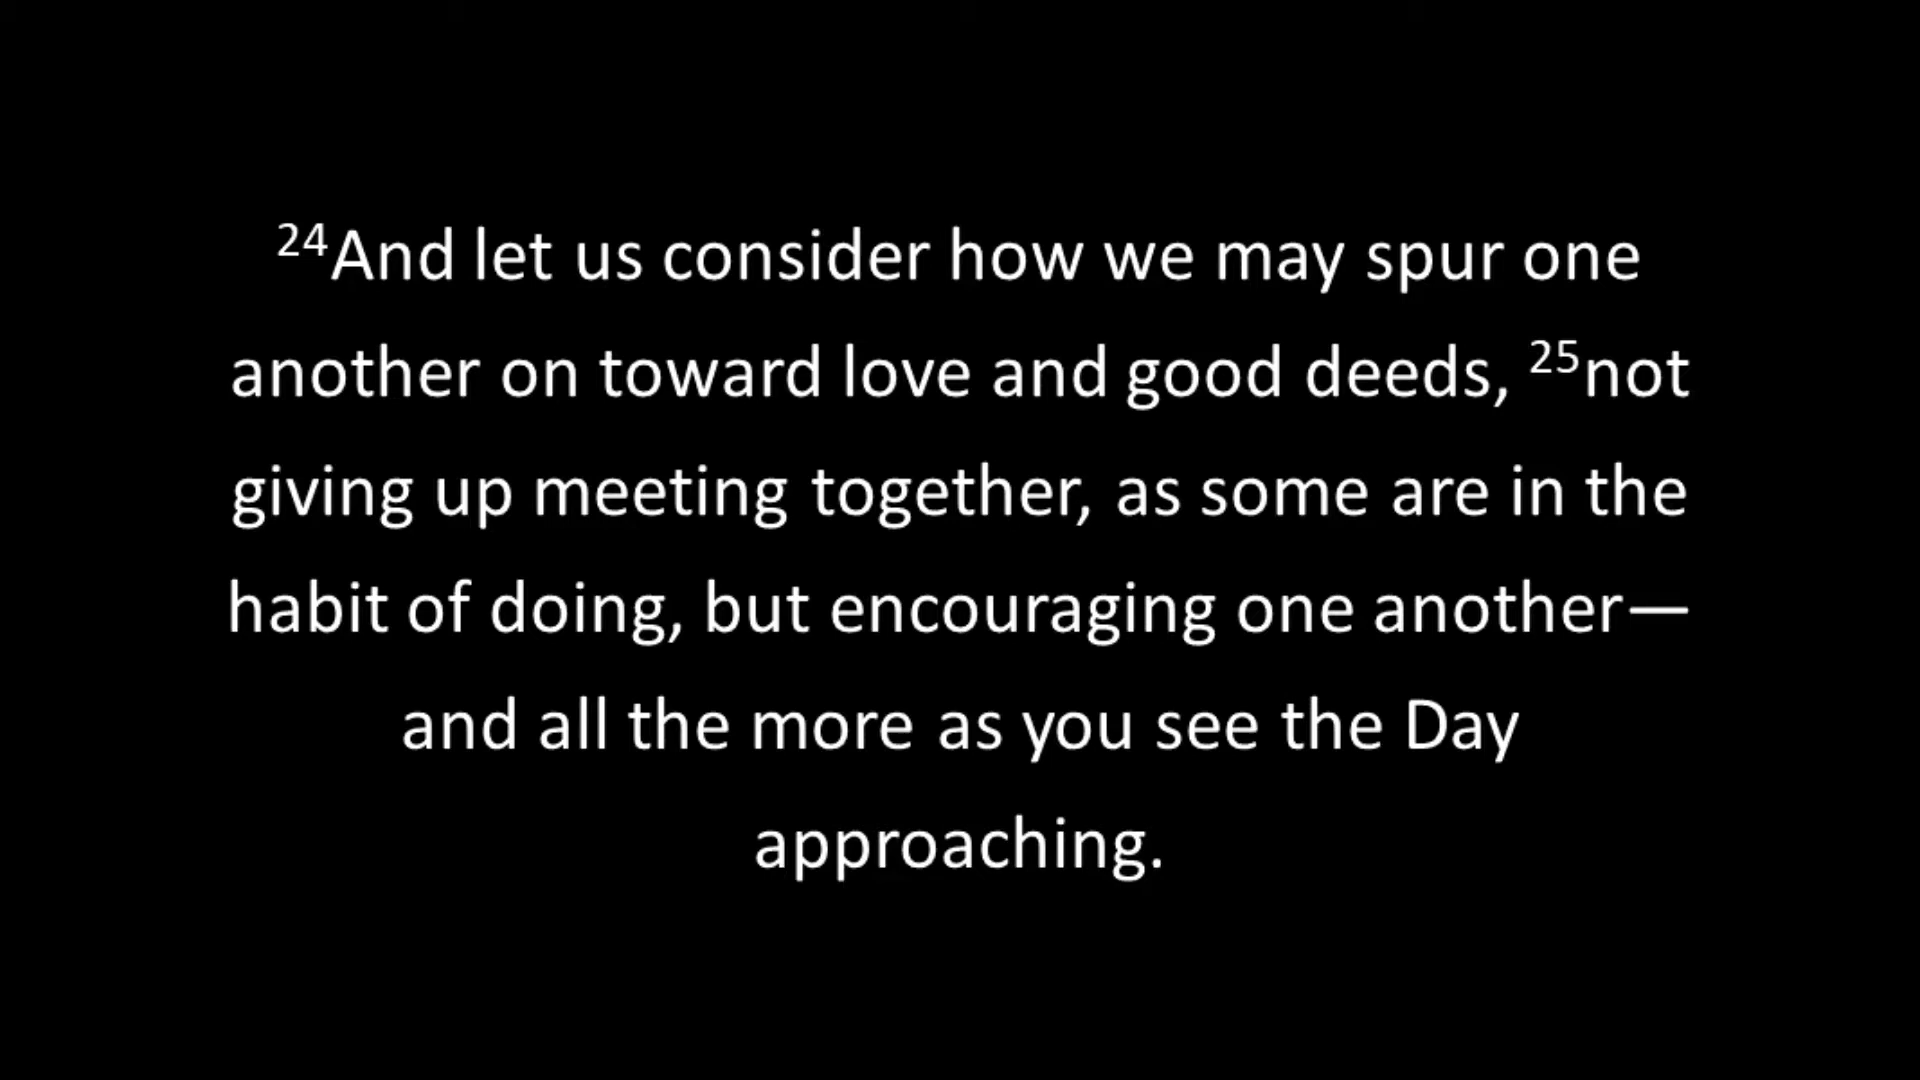 24And let us consider how we may spur one
another on toward love and good deeds, 25not
giving up meeting together, as some are in the
habit of doing, but encouraging one another—
and all the more as you see the Day
approaching.